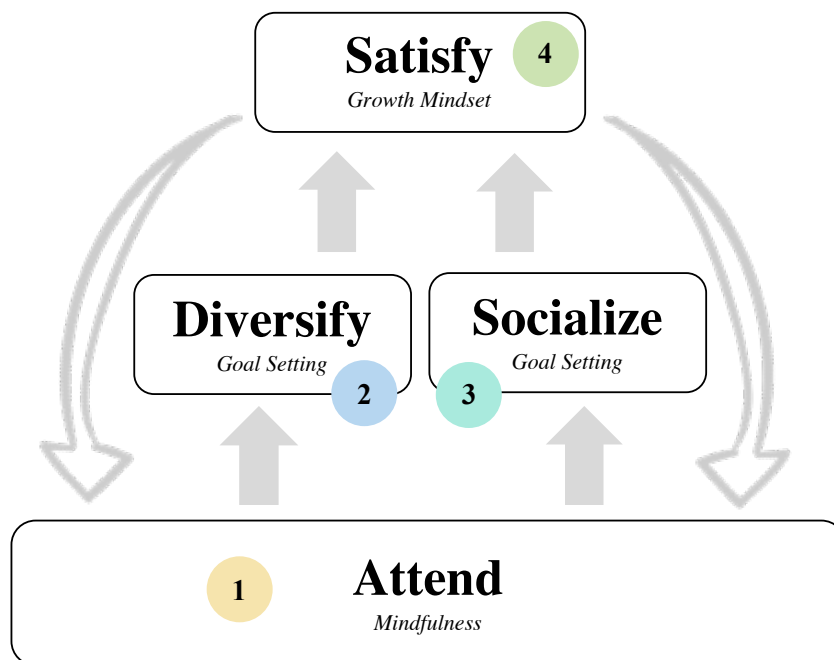 Satisfy 4
Growth Mindset
Diversify
Goal Setting
2
Socialize
Goal Setting
3
1 Attend
Mindfulness